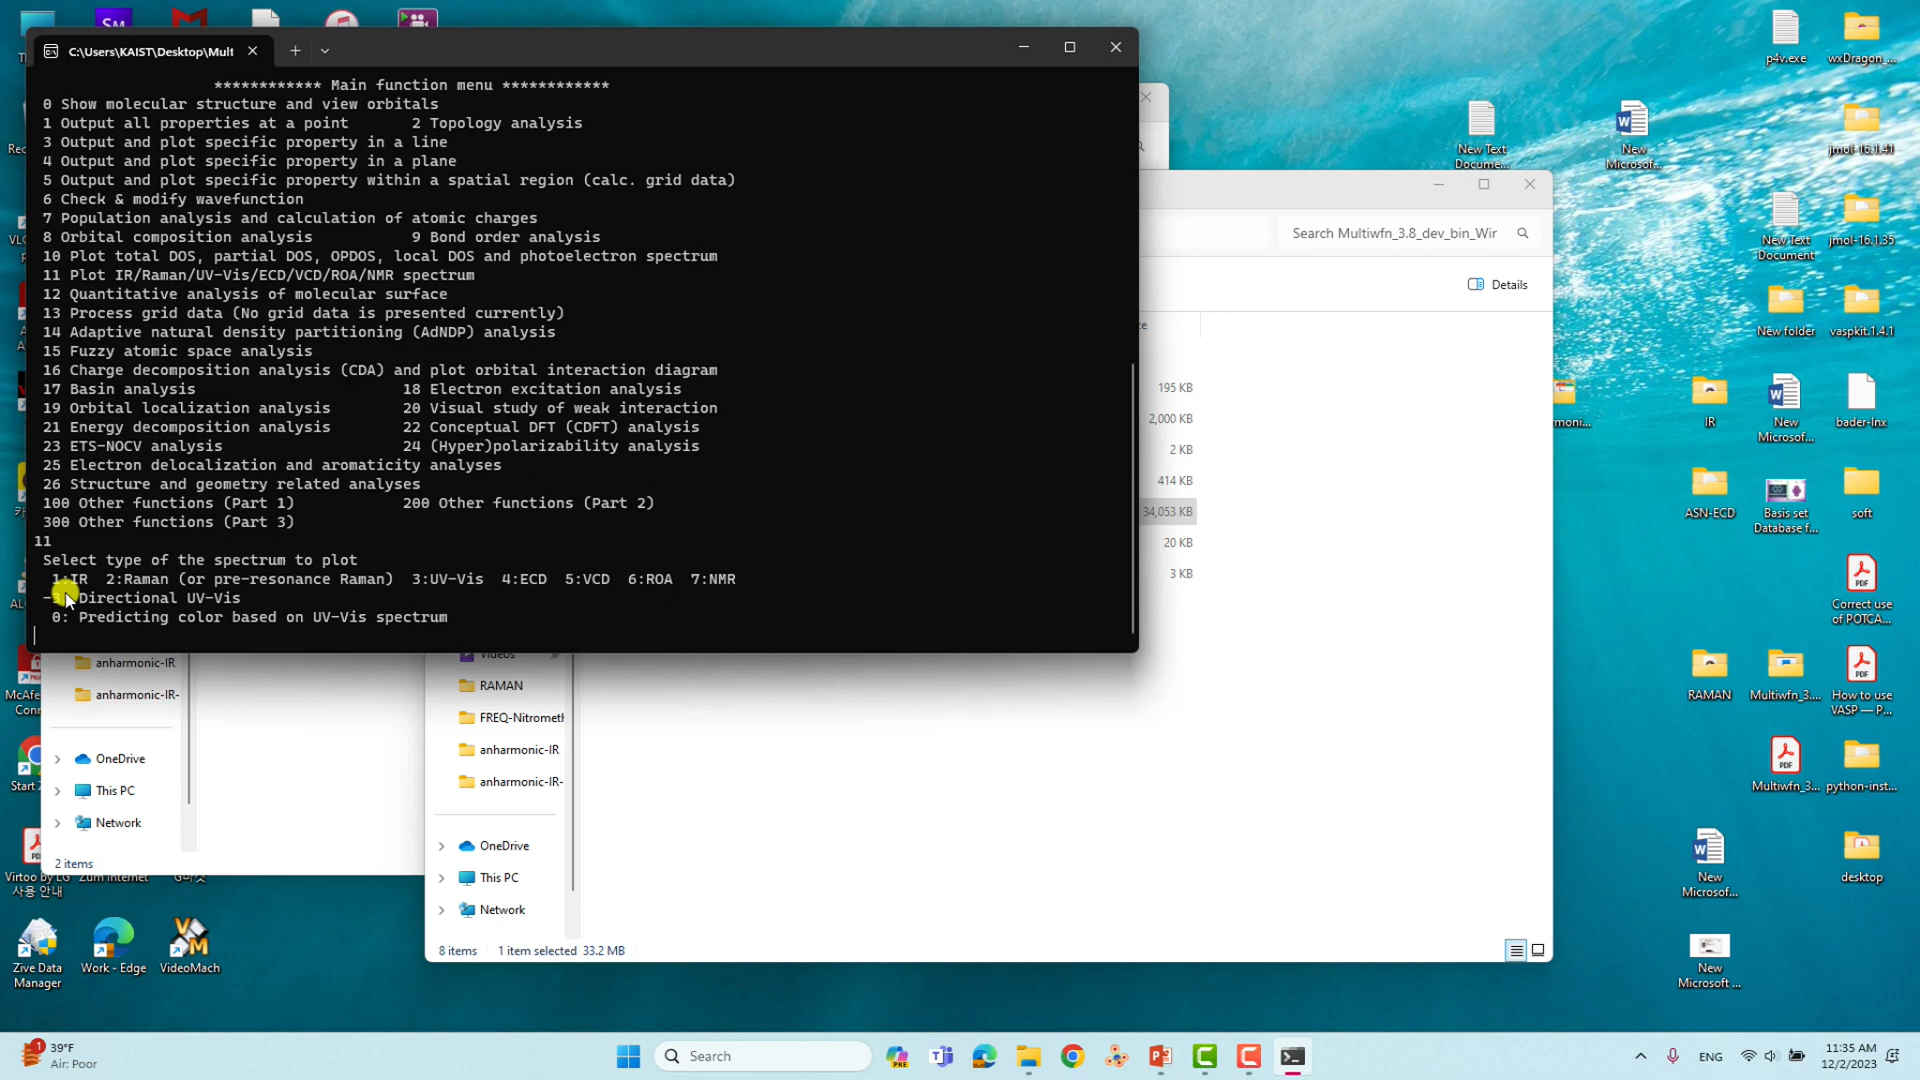 C:\Users\KAIST\Desktop\Mult
************ Main function menu ************
0 Show molecular structure and view orbitals
1 Output all properties at a point 2 Topology analysis
3 Output and plot specific property in a line
4 Output and plot specific property in a plane
5 Output and plot specific property within a spatial region (calc. grid data)
6 Check & modify wavefunction
7 Population analysis and calculation of atomic charges
8 Orbital composition analysis 9 Bond order analysis
10 Plot total DOS, partial DOS, OPDOS, local DOS and photoelectron spectrum
11 Plot IR/Raman/UV-Vis/ECD/VCD/ROA/NMR spectrum
12 Quantitative analysis of molecular surface
13 Process grid data (No grid data is presented currently)
14 Adaptive natural density partitioning (AdNDP) analysis
15 Fuzzy atomic space analysis
16 Charge decomposition analysis (CDA) and plot orbital interaction diagram
17 Basin analysis 18 Electron excitation analysis
19 Orbital localization analysis 20 Visual study of weak interaction
21 Energy decomposition analysis 22 Conceptual DFT (CDFT) analysis
23 ETS-NOCV analysis 24 (Hyper)polarizability analysis
25 Electron delocalization and aromaticity analyses
26 Structure and geometry related analyses
100 Other functions (Part 1) 200 Other functions (Part 2)
300 Other functions (Part 3)
11
Select type of the spectrum to plot
1:IR 2:Raman (or pre-resonance Raman) 3:UV-Vis 4:ECD 5:VCD 6:ROA 7:NMR
Directional UV-Vis
0: Predicting color based on UV-Vis spectrum
Search Multiwfn_3.8_dev_bin_Wir
Details
195 KB
2,000 KB
2 KB
414 KB
34,053 KB
20 KB
3 KB
anharmonic-IR
anharmonic-IR-
OneDrive
This PC
Network
2 items
Videos
RAMAN
FREQ-Nitrometh
anharmonic-IR
anharmonic-IR-
OneDrive
This PC
Network
8 items 1 item selected 33.2 MB
p4v.exe
wxDragon_...
New Text Docume...
New Microsof...
jmol-16.1.41
New Text Document
jmol-16.1.35
New folder
vaspkit.1.4.1
IR
New Microsof...
bader-lnx
ASN-ECD
Basis set Database f...
soft
Correct use of POTCA...
RAMAN
Multiwfn_3....
How to use VASP — P...
Multiwfn_3...
python-inst...
New Microsof...
desktop
New Microsoft ...
McAfe
Conn
Start Z
Virtoo by LG 사용 안내
Zum Internet
G마켓
Zive Data Manager
Work - Edge
VideoMach
39°F
Air: Poor
Search
ENG
11:35 AM
12/2/2023